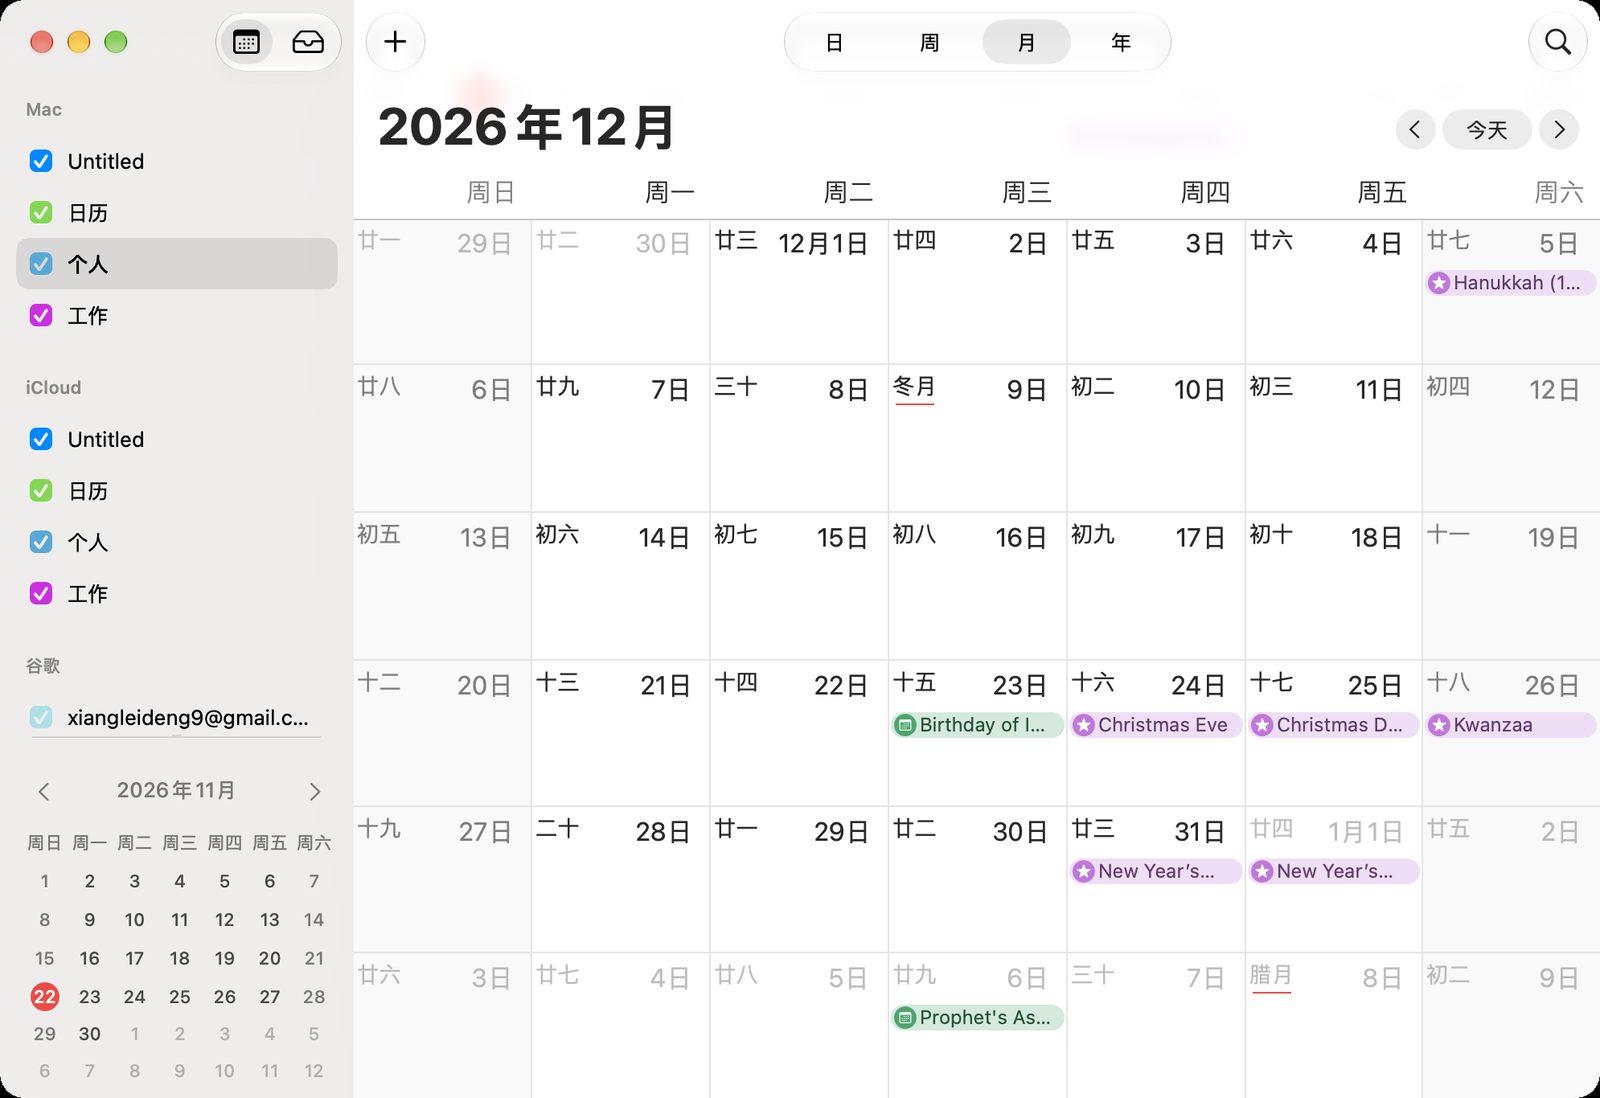 日 周 月 年
Mac
Untitled
日历
个人
工作
iCloud
Untitled
日历
个人
工作
谷歌
xiangleideng9@gmail.c...
2026年11月
周日 周一 周二 周三 周四 周五 周六
1 2 3 4 5 6 7
8 9 10 11 12 13 14
15 16 17 18 19 20 21
22 23 24 25 26 27 28
29 30 1 2 3 4 5
6 7 8 9 10 11 12
2026年12月
今天
周日 周一 周二 周三 周四 周五 周六
廿一 29日 廿二 30日 廿三 12月1日 廿四 2日 廿五 3日 廿六 4日 廿七 5日
Hanukkah (1...
廿八 6日 廿九 7日 三十 8日 冬月 9日 初二 10日 初三 11日 初四 12日
初五 13日 初六 14日 初七 15日 初八 16日 初九 17日 初十 18日 十一 19日
十二 20日 十三 21日 十四 22日 十五 23日 十六 24日 十七 25日 十八 26日
Birthday of I... Christmas Eve Christmas D... Kwanzaa
十九 27日 二十 28日 廿一 29日 廿二 30日 廿三 31日 廿四 1月1日 廿五 2日
New Year’s... New Year’s...
廿六 3日 廿七 4日 廿八 5日 廿九 6日 三十 7日 腊月 8日 初二 9日
Prophet's As...